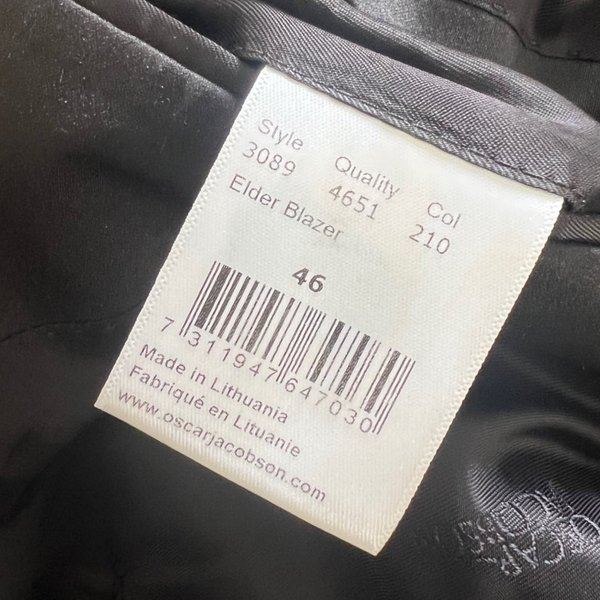 Style Quality Col
3089 4651 210
Elder Blazer
46
7 311947 647030
Made in Lithuania
Fabriqué en Lituanie
www.oscarjacobson.com